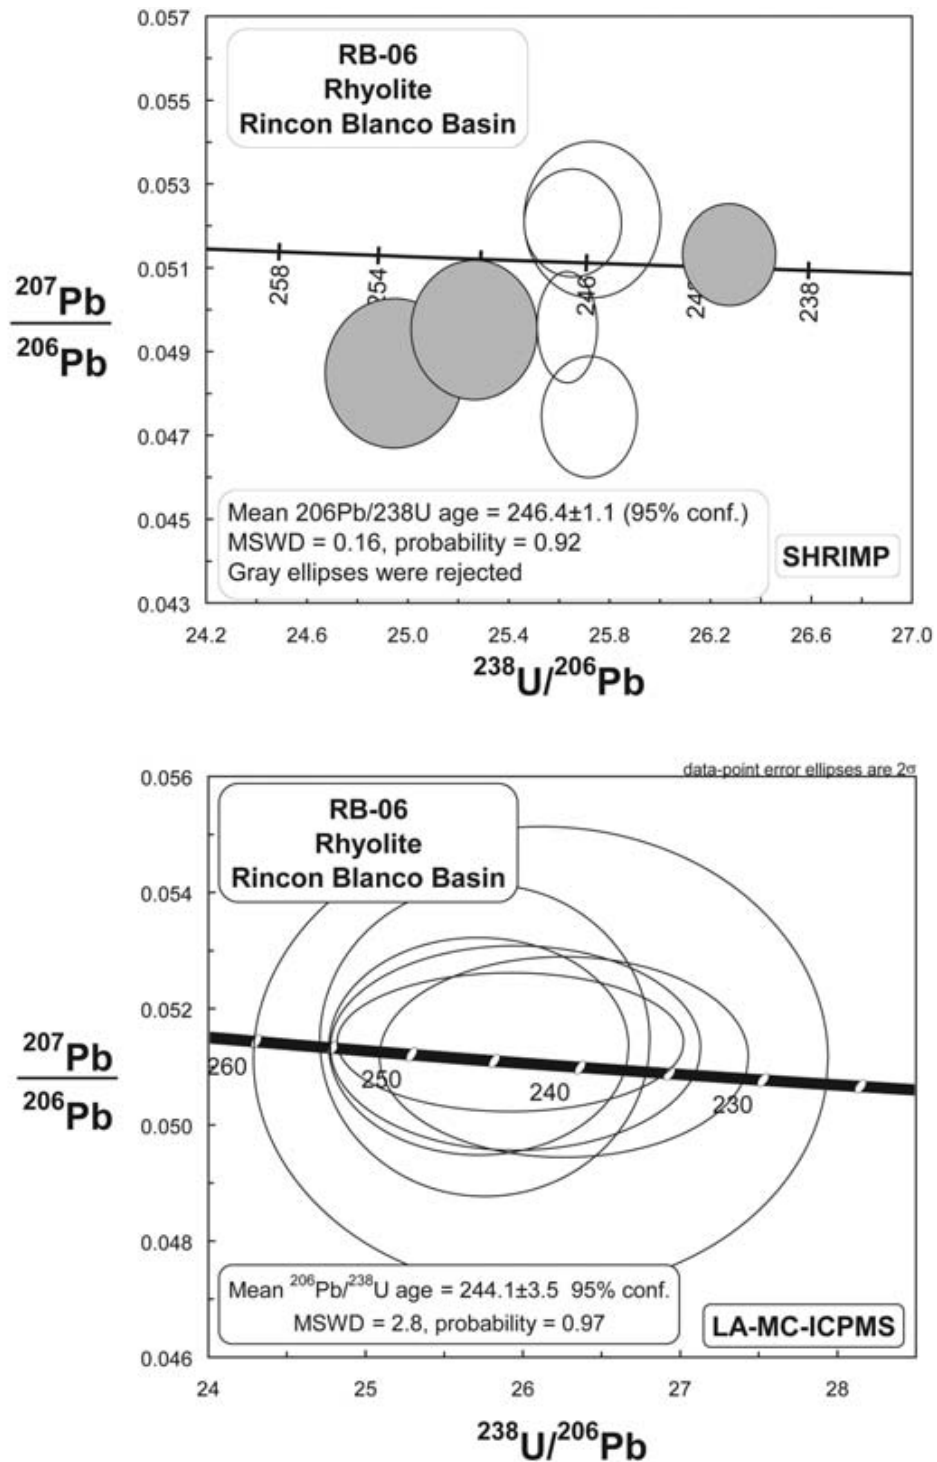 0.057
RB-06
Rhyolite
Rincon Blanco Basin
0.055
0.053
0.051
258
254
246
238
207Pb
206Pb
0.049
0.047
0.045
Mean 206Pb/238U age = 246.4±1.1 (95% conf.)
MSWD = 0.16, probability = 0.92
Gray ellipses were rejected
SHRIMP
0.043
24.2 24.6 25.0 25.4 25.8 26.2 26.6 27.0
238U/206Pb
data-point error ellipses are 2σ
0.056
RB-06
Rhyolite
Rincon Blanco Basin
0.054
0.052
260
250
240
230
207Pb
206Pb
0.050
0.048
Mean 206Pb/238U age = 244.1±3.5 95% conf.
MSWD = 2.8, probability = 0.97
LA-MC-ICPMS
0.046
24 25 26 27 28
238U/206Pb